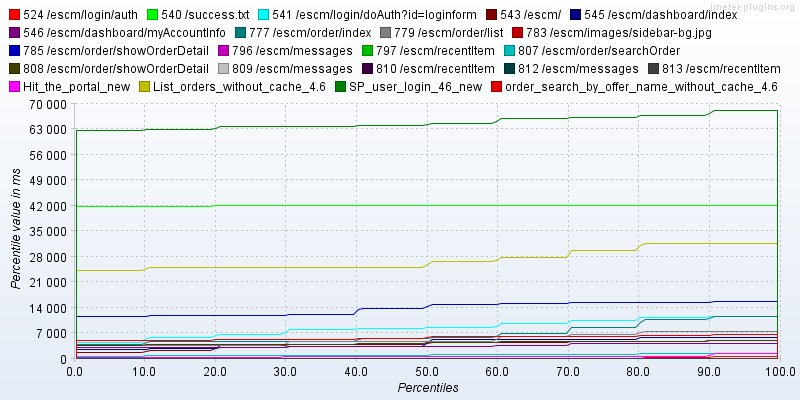 jmeter-plugins.org
524 /escm/login/auth 540 /success.txt 541 /escm/login/doAuth?id=loginform 543 /escm/ 545 /escm/dashboard/index
546 /escm/dashboard/myAccountInfo 777 /escm/order/index 779 /escm/order/list 783 /escm/images/sidebar-bg.jpg
785 /escm/order/showOrderDetail 796 /escm/messages 797 /escm/recentItem 807 /escm/order/searchOrder
808 /escm/order/showOrderDetail 809 /escm/messages 810 /escm/recentItem 812 /escm/messages 813 /escm/recentItem
Hit_the_portal_new List_orders_without_cache_4.6 SP_user_login_46_new order_search_by_offer_name_without_cache_4.6
70 000
63 000
56 000
49 000
42 000
35 000
28 000
21 000
14 000
7 000
0
Percentile value in ms
0.0 10.0 20.0 30.0 40.0 50.0 60.0 70.0 80.0 90.0 100.0
Percentiles